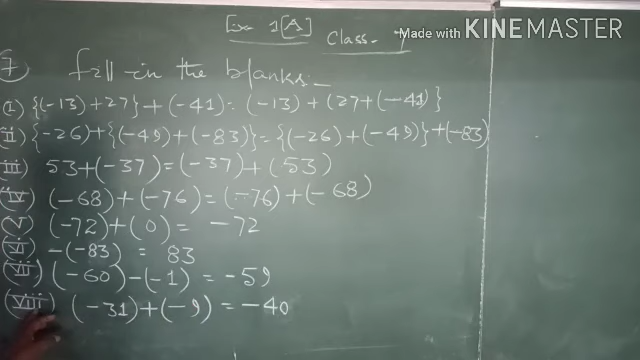 Ex 1[A]
Class - 7
Made with KINEMASTER
7 fill in the blanks:-
(i) {(-13)+27}+(-41)=(-13)+(27+(-41)}
(ii) {-26)+{(-49)+(-83)}={(-26)+(-49)}+(-83)
(iii) 53+(-37)=(-37)+(53)
(iv) (-68)+(-76)=(-76)+(-68)
(v) (-72)+(0)= -72
(vi) -(-83) = 83
(vii) (-60)-(-1) = -59
(viii) (-31)+(-9)=-40